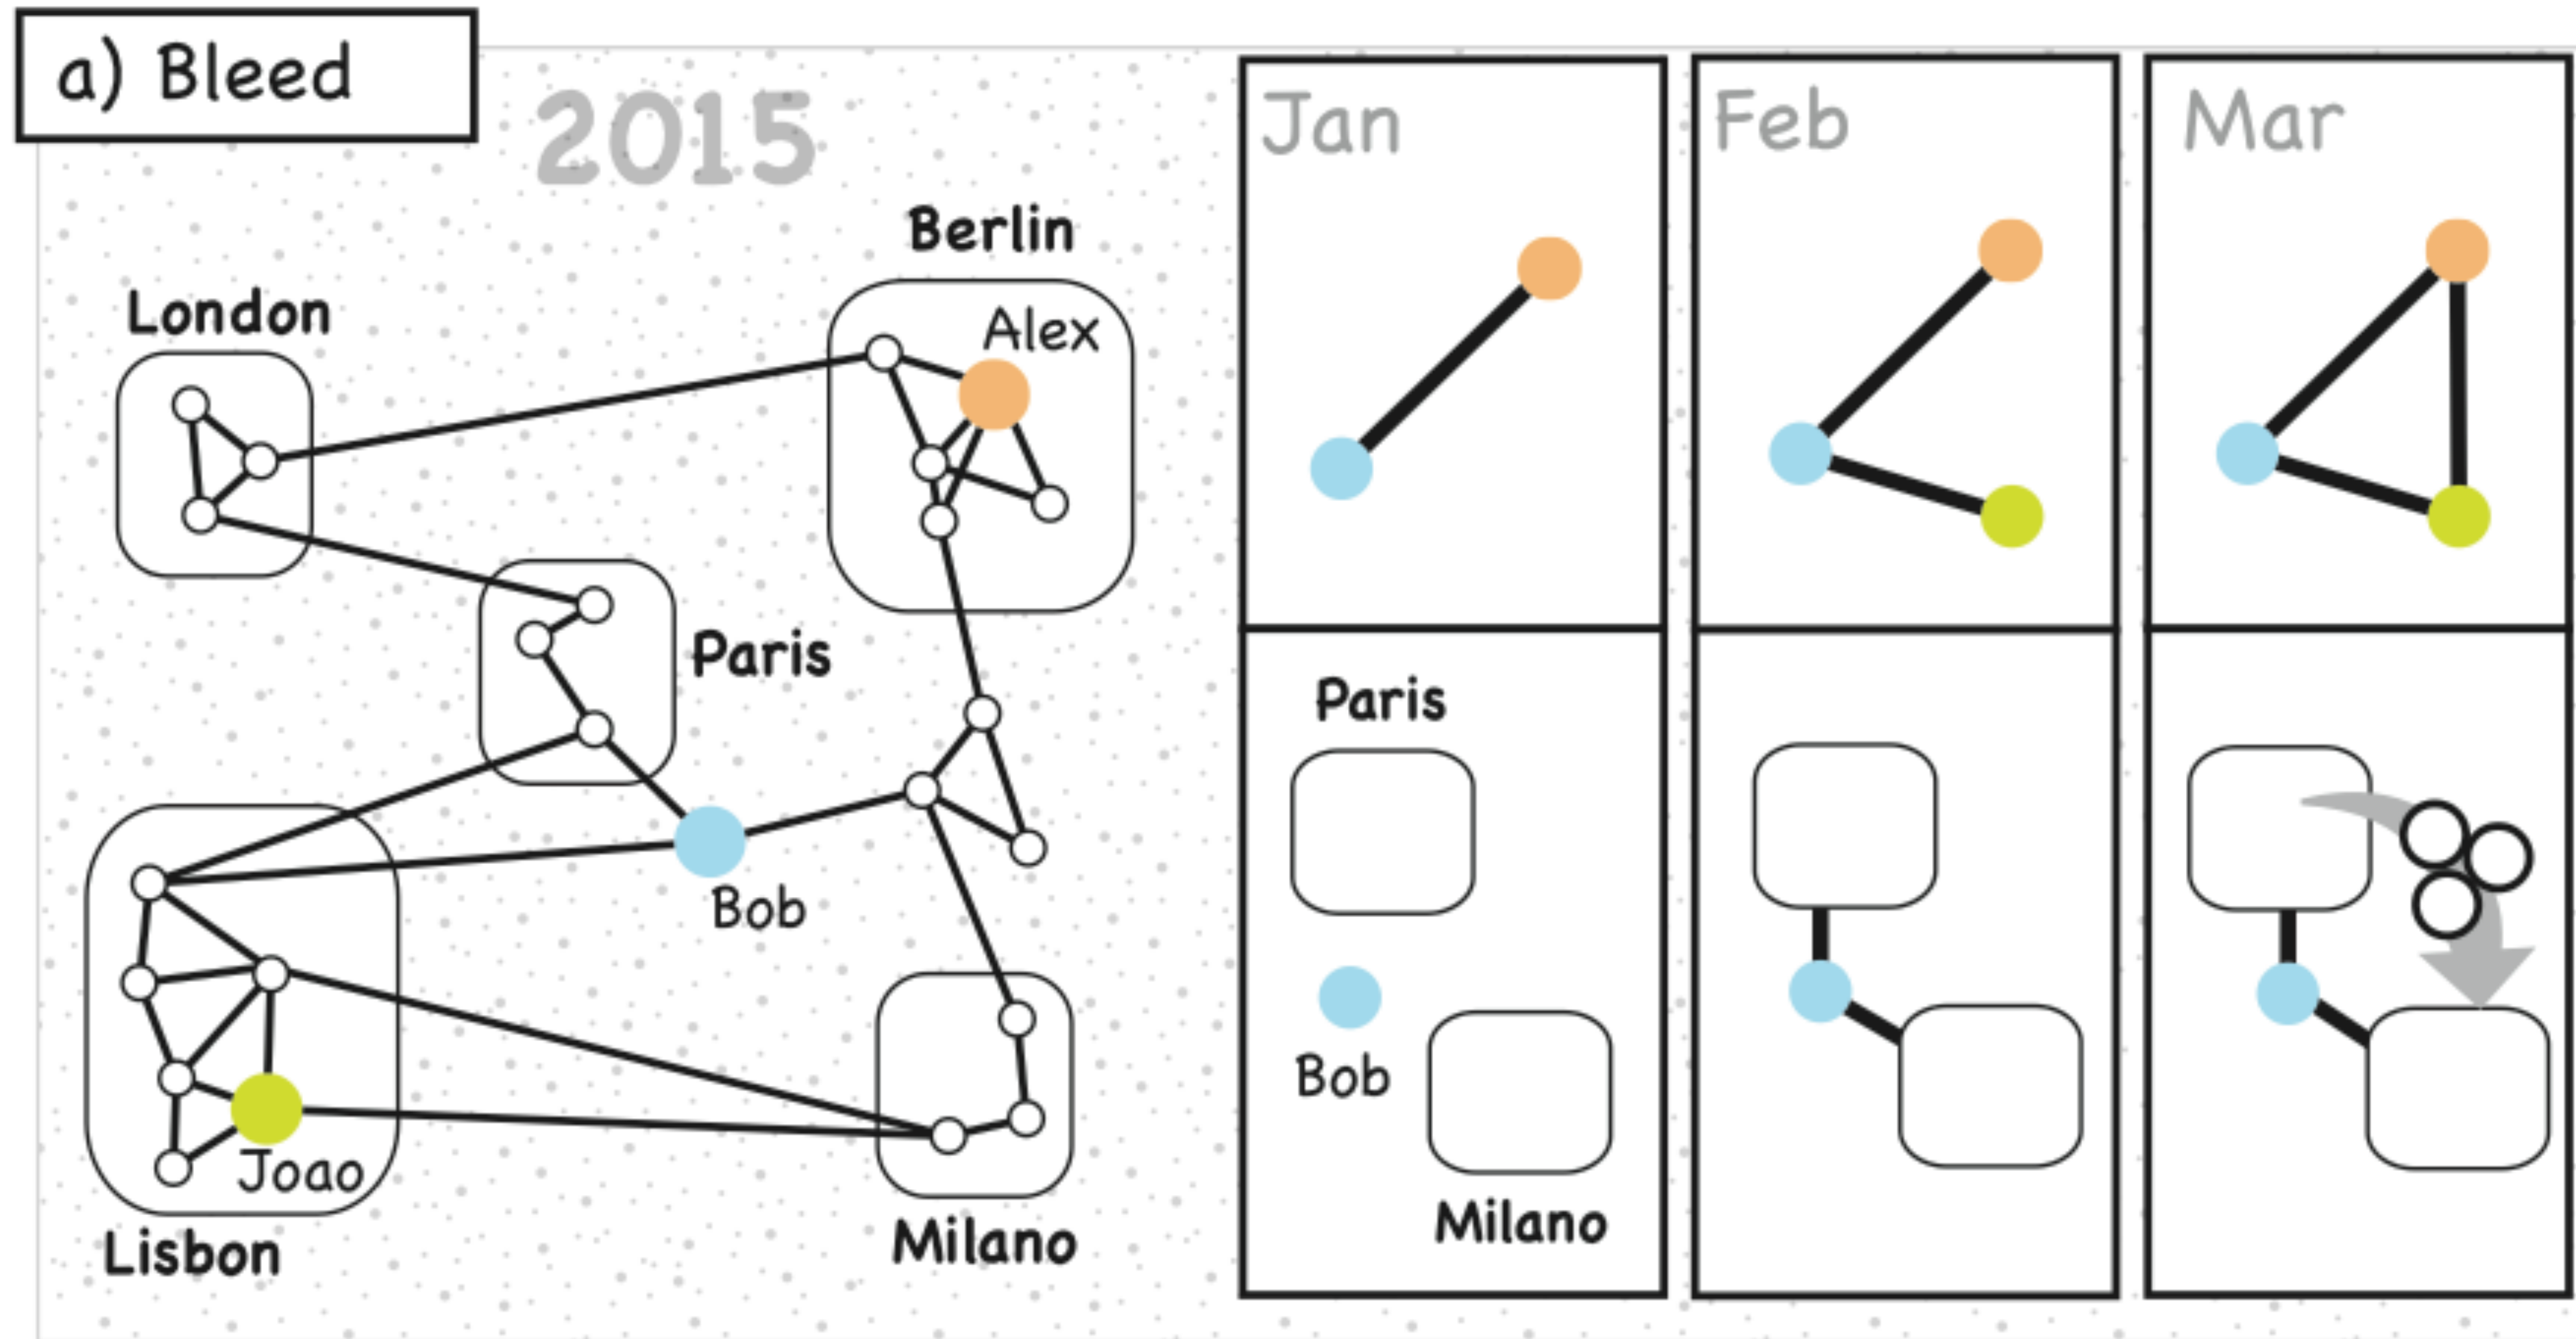 a) Bleed
2015
Berlin
London
Alex
Paris
Bob
Joao
Lisbon
Milano
Jan
Feb
Mar
Paris
Bob
Milano